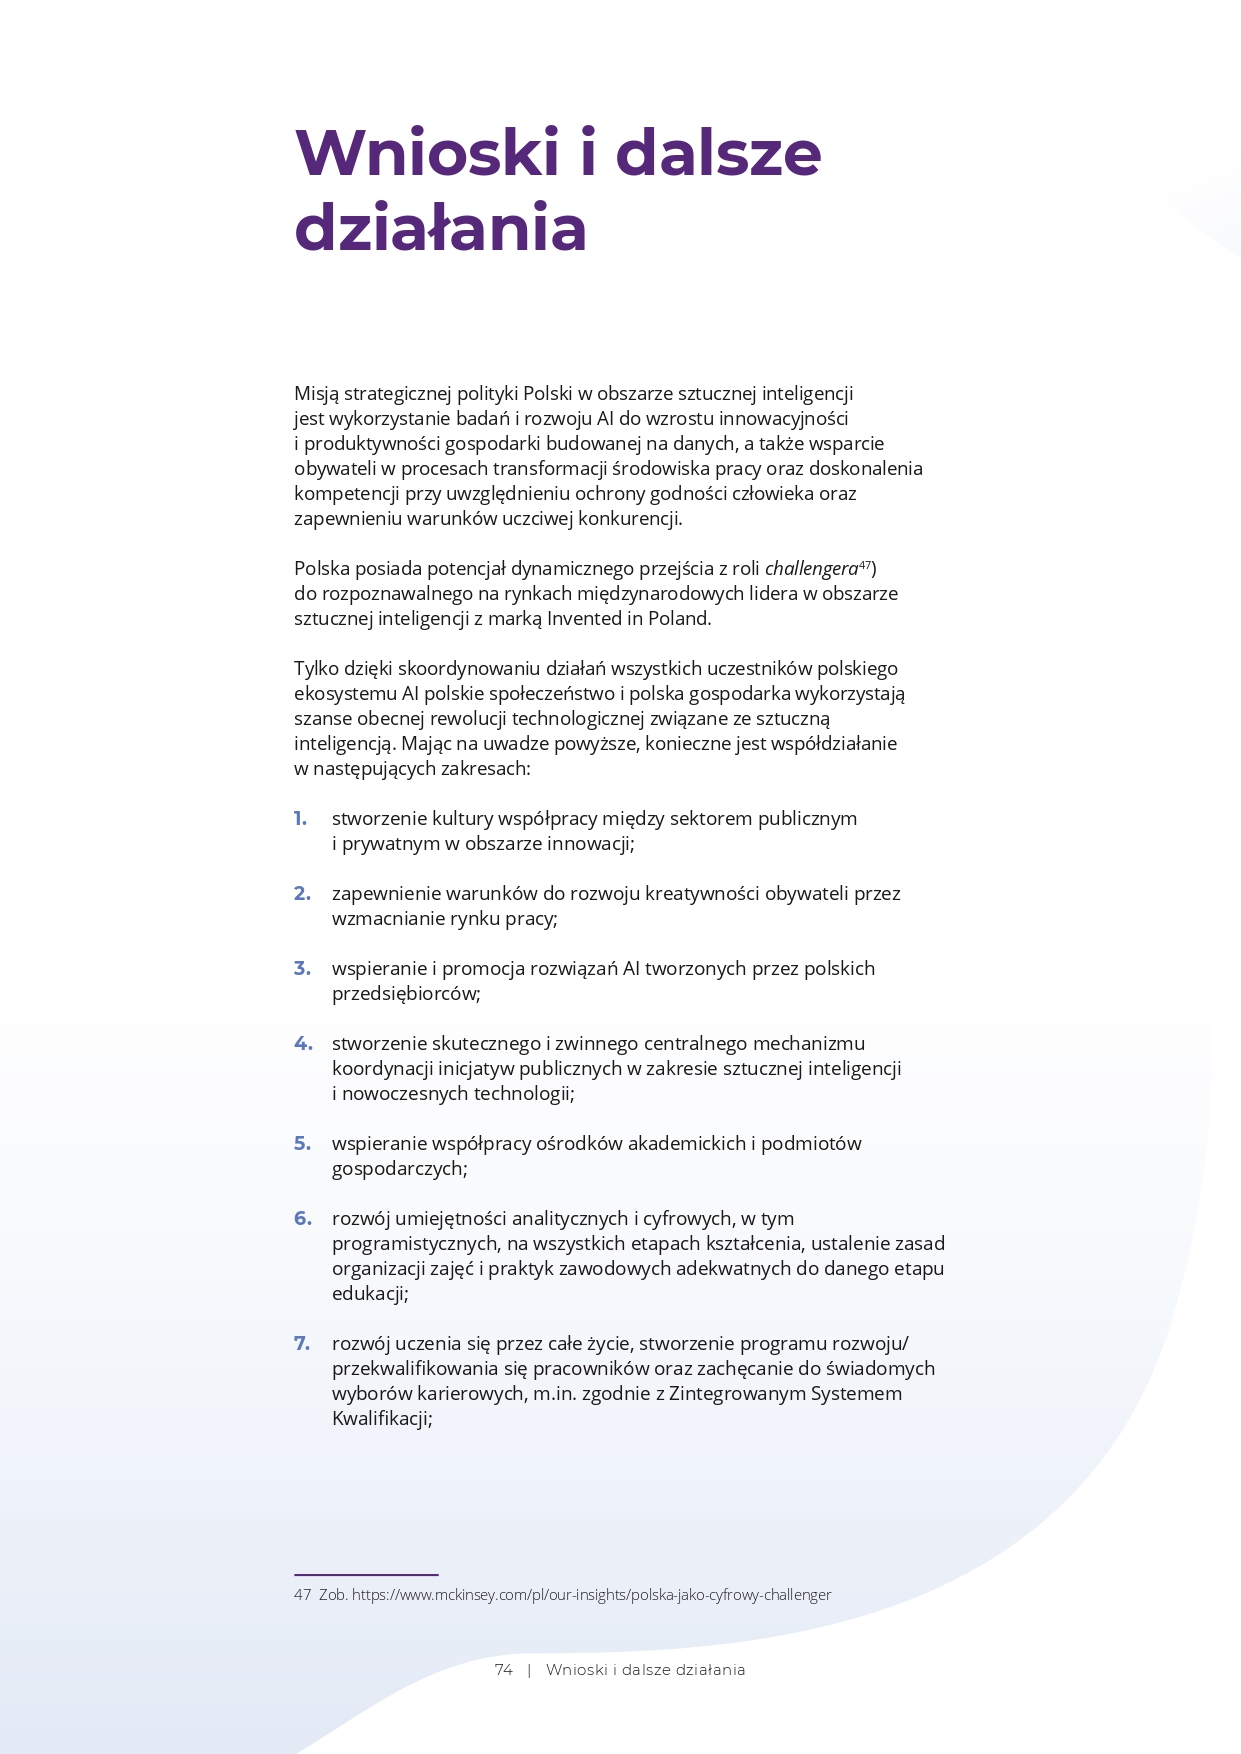 Wnioski i dalsze
działania
Misją strategicznej polityki Polski w obszarze sztucznej inteligencji
jest wykorzystanie badań i rozwoju AI do wzrostu innowacyjności
i produktywności gospodarki budowanej na danych, a także wsparcie
obywateli w procesach transformacji środowiska pracy oraz doskonalenia
kompetencji przy uwzględnieniu ochrony godności człowieka oraz
zapewnieniu warunków uczciwej konkurencji.
Polska posiada potencjał dynamicznego przejścia z roli challengera47)
do rozpoznawalnego na rynkach międzynarodowych lidera w obszarze
sztucznej inteligencji z marką Invented in Poland.
Tylko dzięki skoordynowaniu działań wszystkich uczestników polskiego
ekosystemu AI polskie społeczeństwo i polska gospodarka wykorzystają
szanse obecnej rewolucji technologicznej związane ze sztuczną
inteligencją. Mając na uwadze powyższe, konieczne jest współdziałanie
w następujących zakresach:
1. stworzenie kultury współpracy między sektorem publicznym
i prywatnym w obszarze innowacji;
2. zapewnienie warunków do rozwoju kreatywności obywateli przez
wzmacnianie rynku pracy;
3. wspieranie i promocja rozwiązań AI tworzonych przez polskich
przedsiębiorców;
4. stworzenie skutecznego i zwinnego centralnego mechanizmu
koordynacji inicjatyw publicznych w zakresie sztucznej inteligencji
i nowoczesnych technologii;
5. wspieranie współpracy ośrodków akademickich i podmiotów
gospodarczych;
6. rozwój umiejętności analitycznych i cyfrowych, w tym
programistycznych, na wszystkich etapach kształcenia, ustalenie zasad
organizacji zajęć i praktyk zawodowych adekwatnych do danego etapu
edukacji;
7. rozwój uczenia się przez całe życie, stworzenie programu rozwoju/
przekwalifikowania się pracowników oraz zachęcanie do świadomych
wyborów karierowych, m.in. zgodnie z Zintegrowanym Systemem
Kwalifikacji;
47 Zob. https://www.mckinsey.com/pl/our-insights/polska-jako-cyfrowy-challenger
74 | Wnioski i dalsze działania